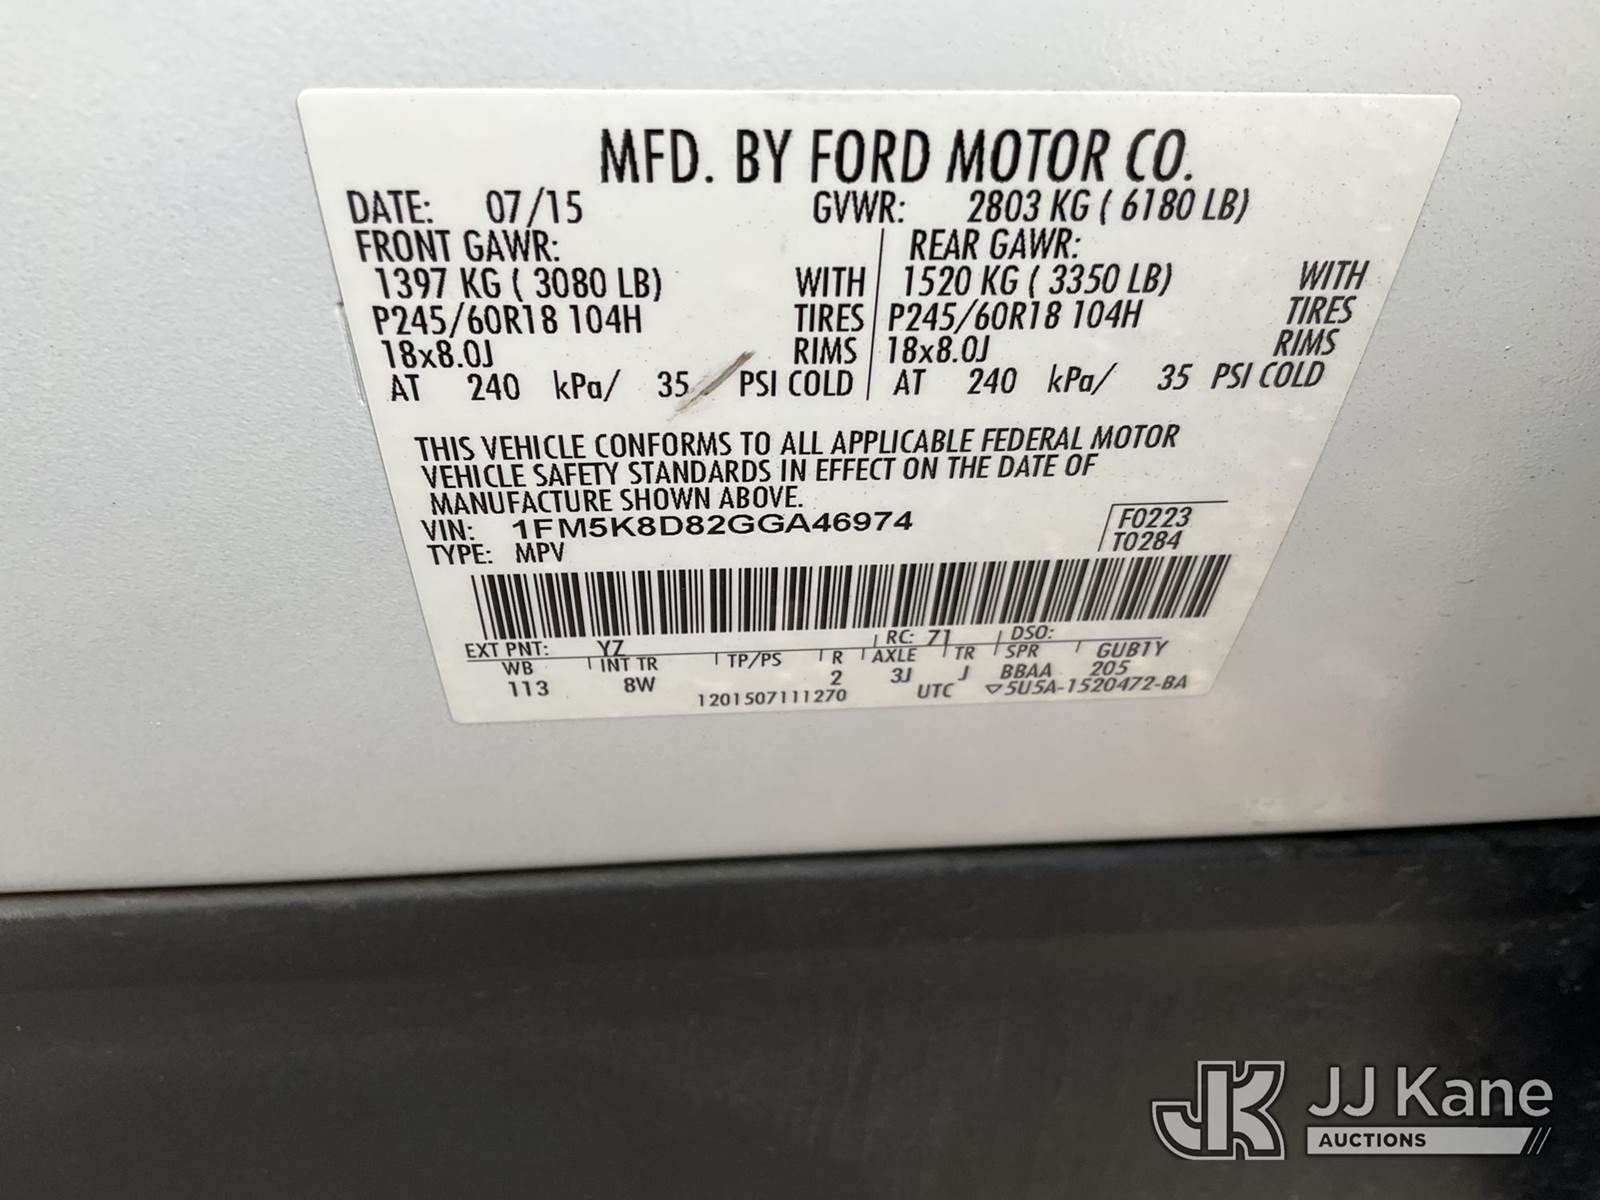 MFD. BY FORD MOTOR CO.
DATE: 07/15 GVWR: 2803 KG ( 6180 LB)
FRONT GAWR: REAR GAWR:
1397 KG ( 3080 LB) WITH 1520 KG ( 3350 LB) WITH
P245/60R18 104H TIRES P245/60R18 104H TIRES
18x8.0J RIMS 18x8.0J RIMS
AT 240 kPa/ 35 PSI COLD AT 240 kPa/ 35 PSI COLD
THIS VEHICLE CONFORMS TO ALL APPLICABLE FEDERAL MOTOR
VEHICLE SAFETY STANDARDS IN EFFECT ON THE DATE OF
MANUFACTURE SHOWN ABOVE.
VIN: 1FM5K8D82GGA46974 F0223
TYPE: MPV T0284
EXT PNT: YZ RC: 71 DSO:
WB INT TR TP/PS R AXLE TR SPR GUB1Y
113 8W 2 3J J BBAA 205
1201507111270 UTC ▽5U5A-1520472-BA
JK JJ Kane
AUCTIONS